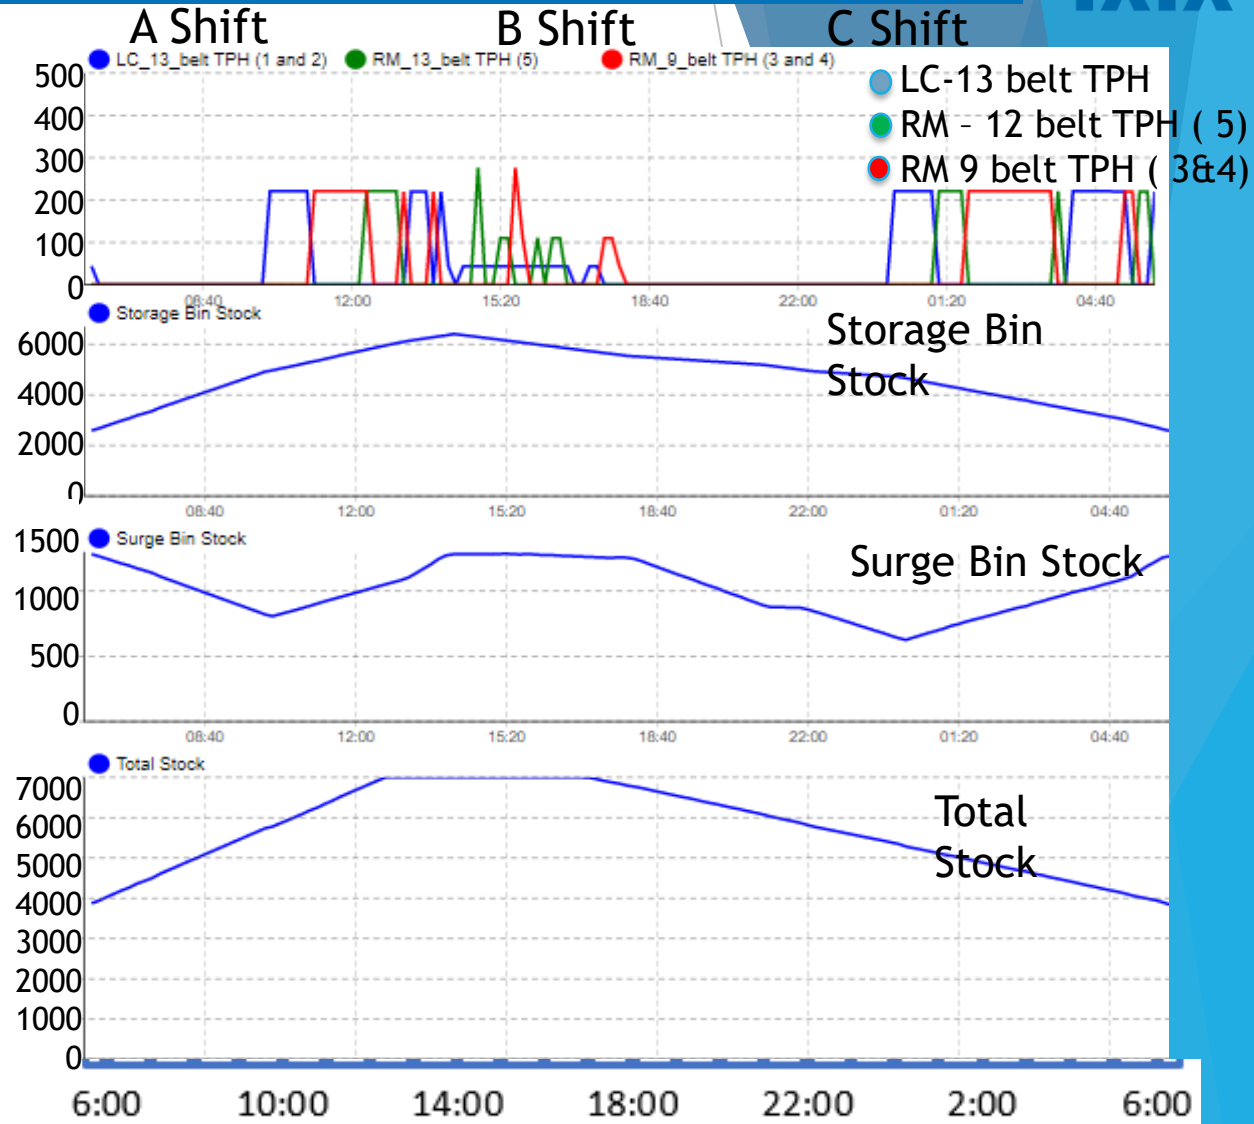 A Shift
B Shift
C Shift
LC_13_belt TPH (1 and 2)
RM_13_belt TPH (5)
RM_9_belt TPH (3 and 4)
LC-13 belt TPH
RM – 12 belt TPH ( 5)
RM 9 belt TPH ( 3&4)
500
400
300
200
100
0
08:40 12:00 15:20 18:40 22:00 01:20 04:40
Storage Bin Stock
Storage Bin
Stock
6000
4000
2000
0
08:40 12:00 15:20 18:40 22:00 01:20 04:40
Surge Bin Stock
Surge Bin Stock
1500
1000
500
0
08:40 12:00 15:20 18:40 22:00 01:20 04:40
Total Stock
Total
Stock
7000
6000
5000
4000
3000
2000
1000
0
6:00 10:00 14:00 18:00 22:00 2:00 6:00